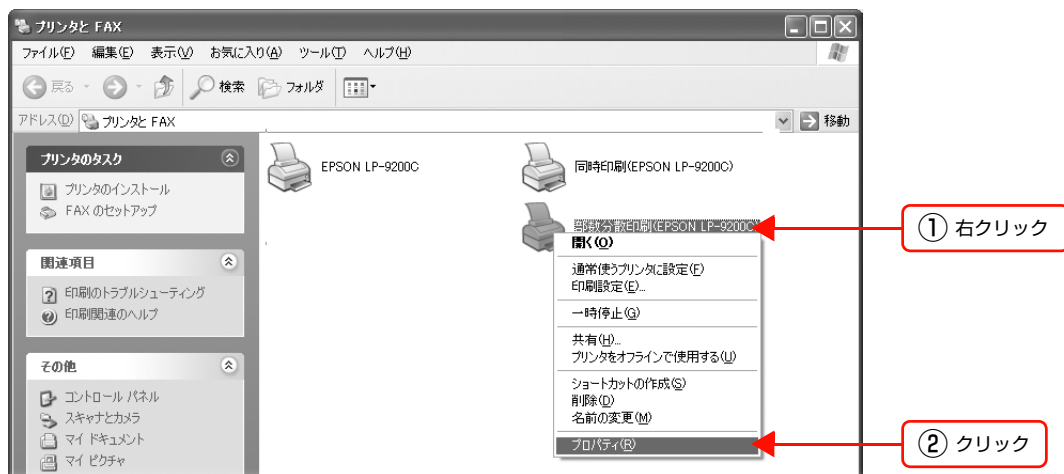 プリンタと FAX
ファイル(F) 編集(E) 表示(V) お気に入り(A) ツール(T) ヘルプ(H)
戻る 検索 フォルダ
アドレス(D) プリンタと FAX 移動
プリンタのタスク
プリンタのインストール
FAX のセットアップ
関連項目
印刷のトラブルシューティング
印刷関連のヘルプ
その他
コントロール パネル
スキャナとカメラ
マイ ドキュメント
マイ ピクチャ
EPSON LP-9200C
同時印刷(EPSON LP-9200C)
部数分散印刷(EPSON LP-9200C)
開く(O)
通常使うプリンタに設定(F)
印刷設定(E)...
一時停止(G)
共有(H)...
プリンタをオフラインで使用する(U)
ショートカットの作成(S)
削除(D)
名前の変更(M)
プロパティ(R)
① 右クリック
② クリック